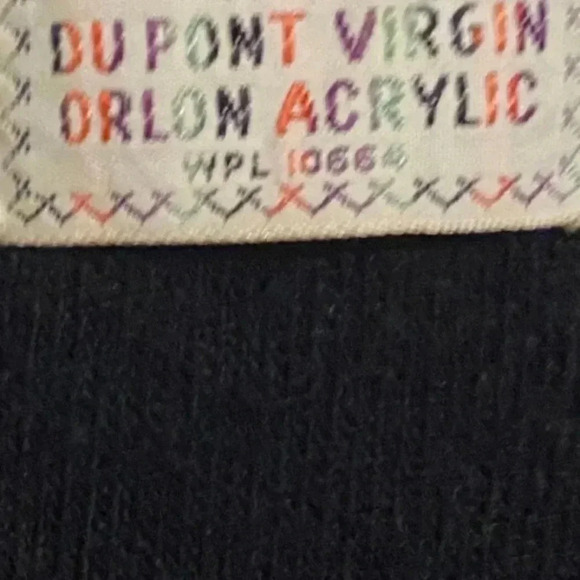 DU PONT VIRGIN
ORLON ACRYLIC
WPL 10666